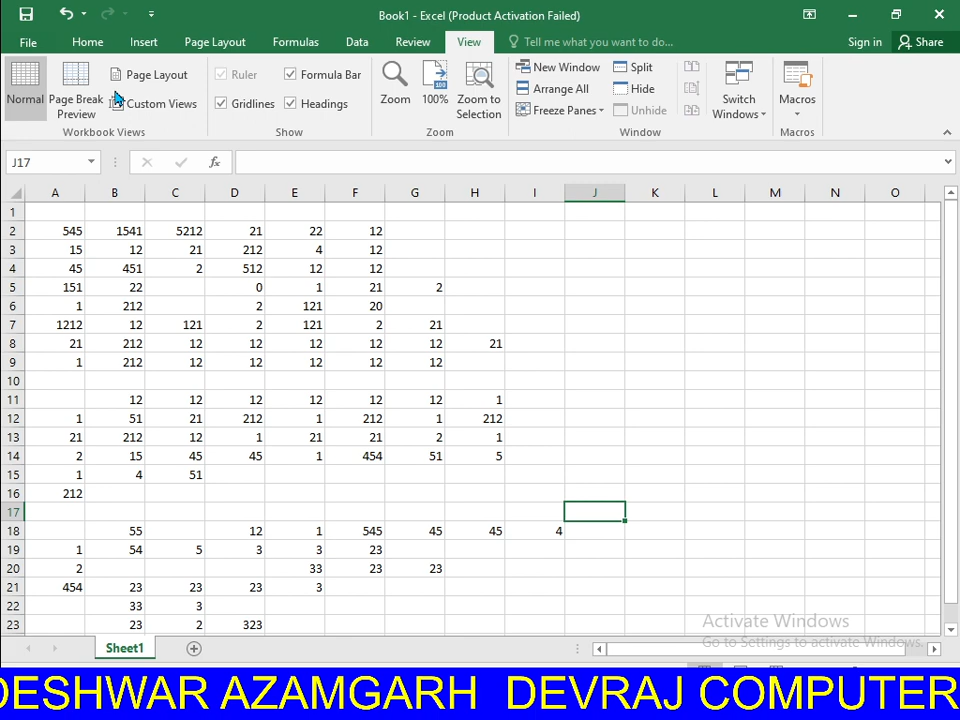 Book1 - Excel (Product Activation Failed)
File Home Insert Page Layout Formulas Data Review View Tell me what you want to do... Sign in Share
Normal Page Break Preview Page Layout Custom Views Workbook Views
Ruler Formula Bar Gridlines Headings Show
Zoom 100% Zoom to Selection Zoom
New Window Arrange All Freeze Panes Split Hide Unhide Switch Windows Window
Macros Macros
J17 fx
A B C D E F G H I J K L M N O
1
2 545 1541 5212 21 22 12
3 15 12 21 212 4 12
4 45 451 2 512 12 12
5 151 22 0 1 21 2
6 1 212 2 121 20
7 1212 12 121 2 121 2 21
8 21 212 12 12 12 12 12 21
9 1 212 12 12 12 12 12
10
11 12 12 12 12 12 12 1
12 1 51 21 212 1 212 1 212
13 21 212 12 1 21 21 2 1
14 2 15 45 45 1 454 51 5
15 1 4 51
16 212
17
18 55 12 1 545 45 45 4
19 1 54 5 3 3 23
20 2 33 23 23
21 454 23 23 23 3
22 33 3
23 23 2 323
Activate Windows
Go to Settings to activate Windows.
Sheet1
DESHWAR AZAMGARH DEVRAJ COMPUTER